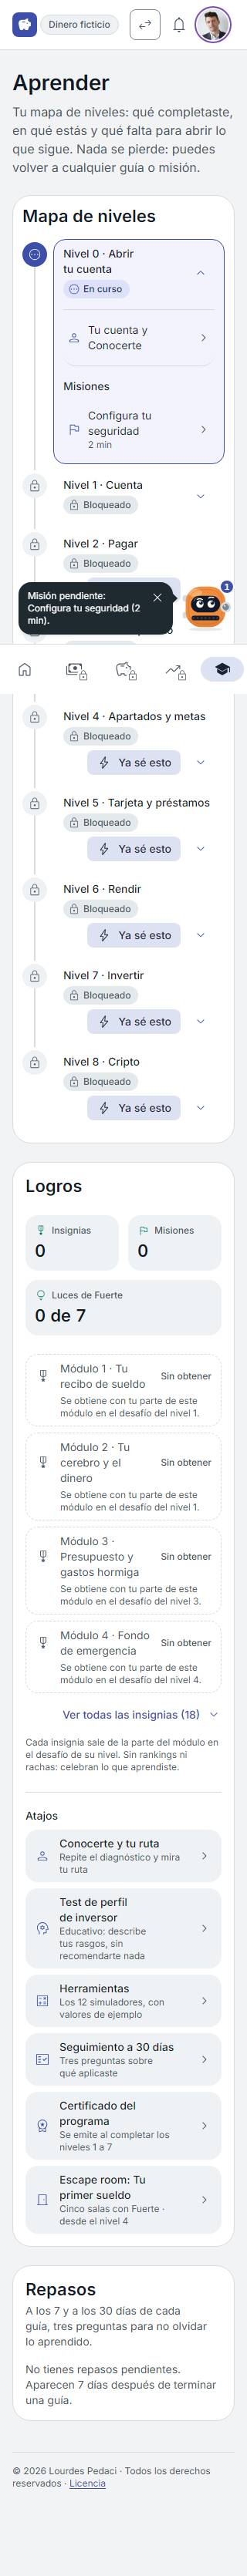 Dinero ficticio
Aprender
Tu mapa de niveles: qué completaste,
en qué estás y qué falta para abrir lo
que sigue. Nada se pierde: puedes
volver a cualquier guía o misión.
Mapa de niveles
Nivel 0 · Abrir
tu cuenta
En curso
Tu cuenta y
Conocerte
Misiones
Configura tu
seguridad
2 min
Nivel 1 · Cuenta
Bloqueado
Nivel 2 · Pagar
Bloqueado
Misión pendiente:
Configura tu seguridad (2
min).
1
Nivel 4 · Apartados y metas
Bloqueado
Ya sé esto
Nivel 5 · Tarjeta y préstamos
Bloqueado
Ya sé esto
Nivel 6 · Rendir
Bloqueado
Ya sé esto
Nivel 7 · Invertir
Bloqueado
Ya sé esto
Nivel 8 · Cripto
Bloqueado
Ya sé esto
Logros
Insignias
0
Misiones
0
Luces de Fuerte
0 de 7
Módulo 1 · Tu
recibo de sueldo
Sin obtener
Se obtiene con tu parte de este
módulo en el desafío del nivel 1.
Módulo 2 · Tu
cerebro y el
dinero
Sin obtener
Se obtiene con tu parte de este
módulo en el desafío del nivel 1.
Módulo 3 ·
Presupuesto y
gastos hormiga
Sin obtener
Se obtiene con tu parte de este
módulo en el desafío del nivel 3.
Módulo 4 · Fondo
de emergencia
Sin obtener
Se obtiene con tu parte de este
módulo en el desafío del nivel 4.
Ver todas las insignias (18)
Cada insignia sale de la parte del módulo en
el desafío de su nivel. Sin rankings ni
rachas: celebran lo que aprendiste.
Atajos
Conocerte y tu ruta
Repite el diagnóstico y mira
tu ruta
Test de perfil
de inversor
Educativo: describe
tus rasgos, sin
recomendarte nada
Herramientas
Los 12 simuladores, con
valores de ejemplo
Seguimiento a 30 días
Tres preguntas sobre
qué aplicaste
Certificado del
programa
Se emite al completar los
niveles 1 a 7
Escape room: Tu
primer sueldo
Cinco salas con Fuerte ·
desde el nivel 4
Repasos
A los 7 y a los 30 días de cada
guía, tres preguntas para no olvidar
lo aprendido.
No tienes repasos pendientes.
Aparecen 7 días después de terminar
una guía.
© 2026 Lourdes Pedaci · Todos los derechos
reservados · Licencia